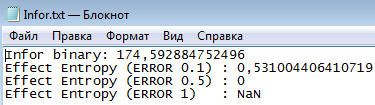 Infor.txt — Блокнот
Файл Правка Формат Вид Справка
Infor binary: 174,592884752496
Effect Entropy (ERROR 0.1) : 0,531004406410719
Effect Entropy (ERROR 0.5) : 0
Effect Entropy (ERROR 1) : NaN